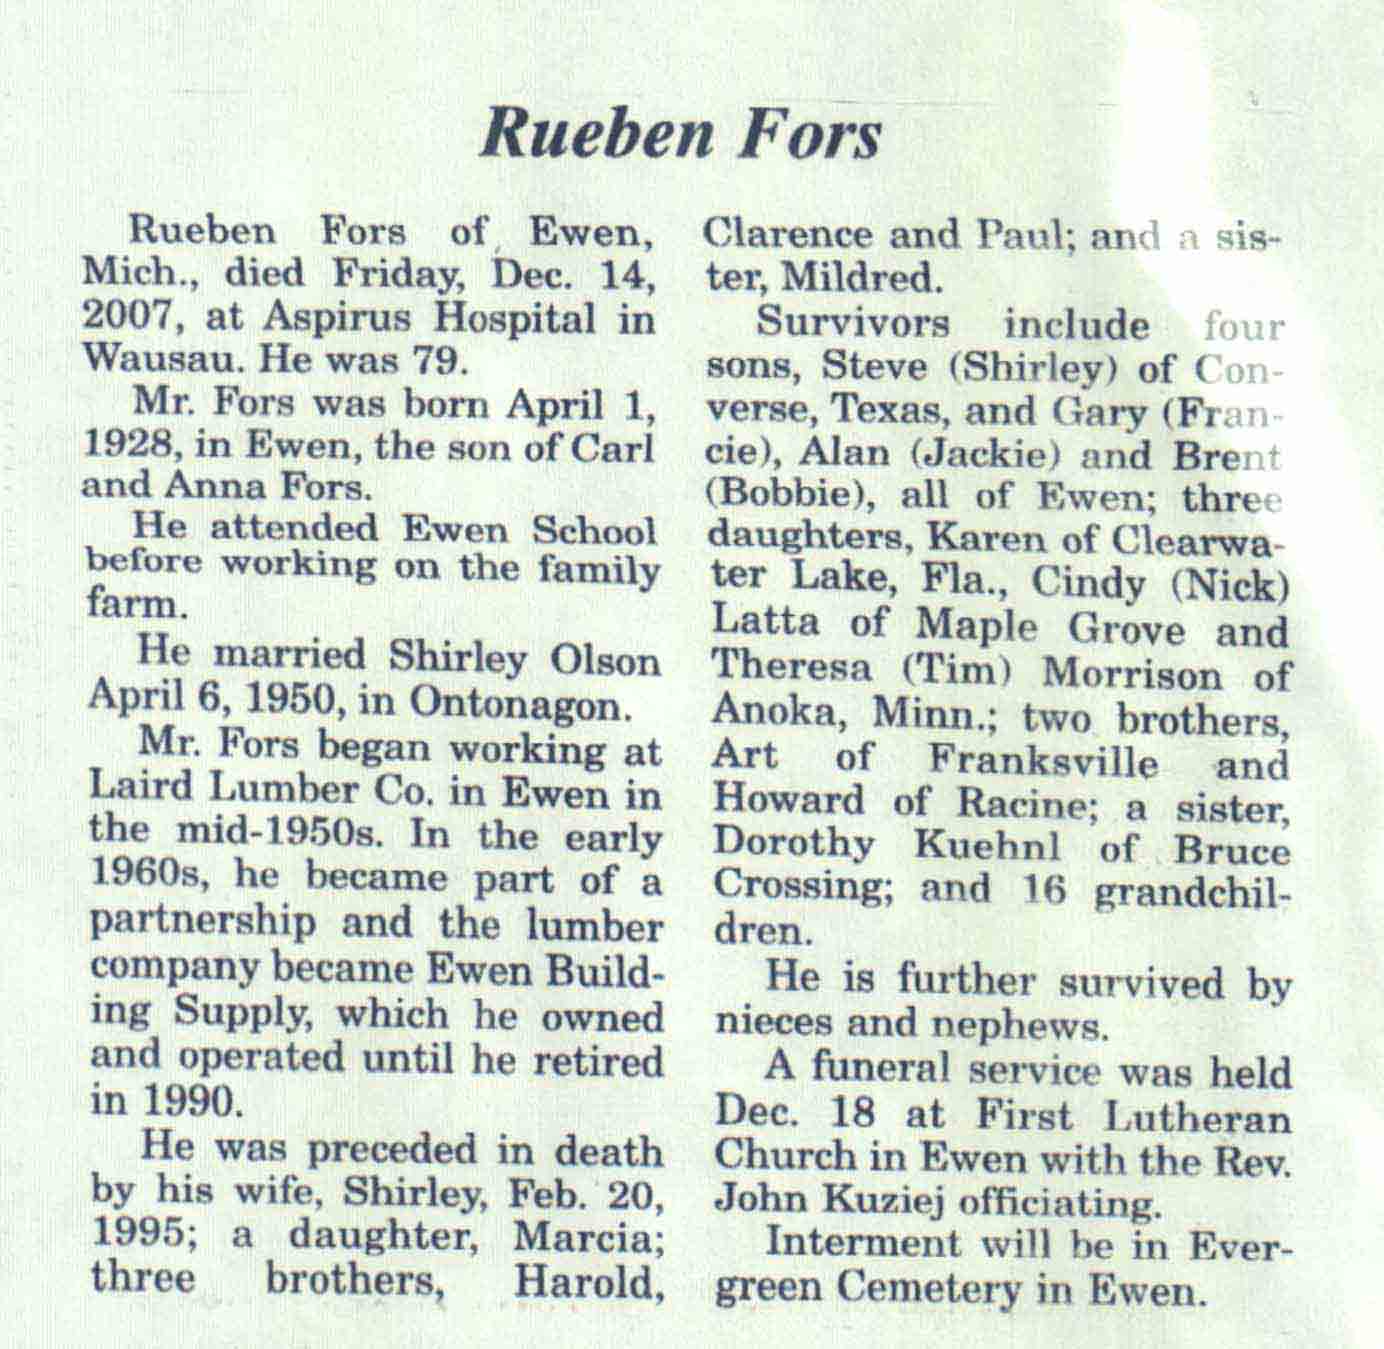 Rueben Fors
Rueben Fors of Ewen,
Mich., died Friday, Dec. 14,
2007, at Aspirus Hospital in
Wausau. He was 79.
Mr. Fors was born April 1,
1928, in Ewen, the son of Carl
and Anna Fors.
He attended Ewen School
before working on the family
farm.
He married Shirley Olson
April 6, 1950, in Ontonagon.
Mr. Fors began working at
Laird Lumber Co. in Ewen in
the mid-1950s. In the early
1960s, he became part of a
partnership and the lumber
company became Ewen Build-
ing Supply, which he owned
and operated until he retired
in 1990.
He was preceded in death
by his wife, Shirley, Feb. 20,
1995; a daughter, Marcia;
three brothers, Harold,
Clarence and Paul; and a sis-
ter, Mildred.
Survivors include four
sons, Steve (Shirley) of Con-
verse, Texas, and Gary (Fran-
cie), Alan (Jackie) and Brent
(Bobbie), all of Ewen; three
daughters, Karen of Clearwa-
ter Lake, Fla., Cindy (Nick)
Latta of Maple Grove and
Theresa (Tim) Morrison of
Anoka, Minn.; two brothers,
Art of Franksville and
Howard of Racine; a sister,
Dorothy Kuehnl of Bruce
Crossing; and 16 grandchil-
dren.
He is further survived by
nieces and nephews.
A funeral service was held
Dec. 18 at First Lutheran
Church in Ewen with the Rev.
John Kuziej officiating.
Interment will be in Ever-
green Cemetery in Ewen.